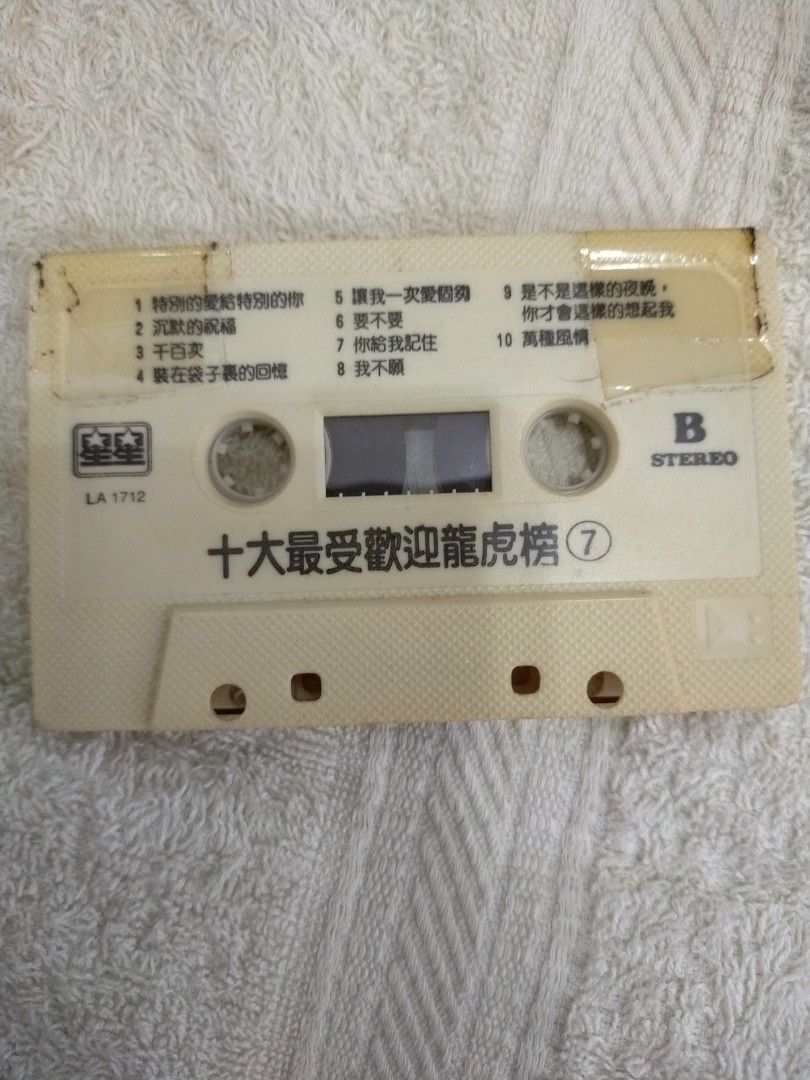 1 特別的愛給特別的你
2 沉默的祝福
3 千百次
4 裝在袋子裏的回憶
5 讓我一次愛個夠
6 要不要
7 你給我記住
8 我不願
9 是不是這樣的夜晚，
你才會這樣的想起我
10 萬種風情
星星
LA 1712
B
STEREO
十大最受歡迎龍虎榜⑦